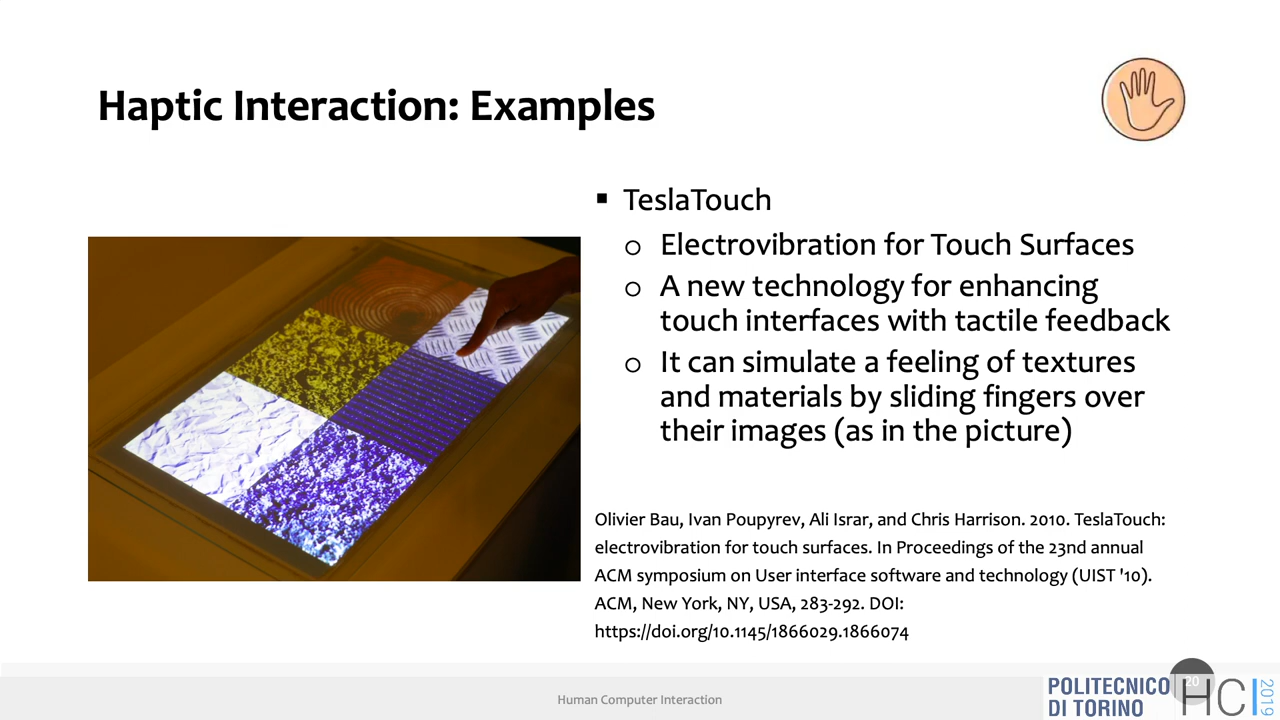 Haptic Interaction: Examples
▪ TeslaTouch
o Electrovibration for Touch Surfaces
o A new technology for enhancing
touch interfaces with tactile feedback
o It can simulate a feeling of textures
and materials by sliding fingers over
their images (as in the picture)
Olivier Bau, Ivan Poupyrev, Ali Israr, and Chris Harrison. 2010. TeslaTouch:
electrovibration for touch surfaces. In Proceedings of the 23nd annual
ACM symposium on User interface software and technology (UIST '10).
ACM, New York, NY, USA, 283-292. DOI:
https://doi.org/10.1145/1866029.1866074
Human Computer Interaction
POLITECNICO
DI TORINO
20
HCI
2019